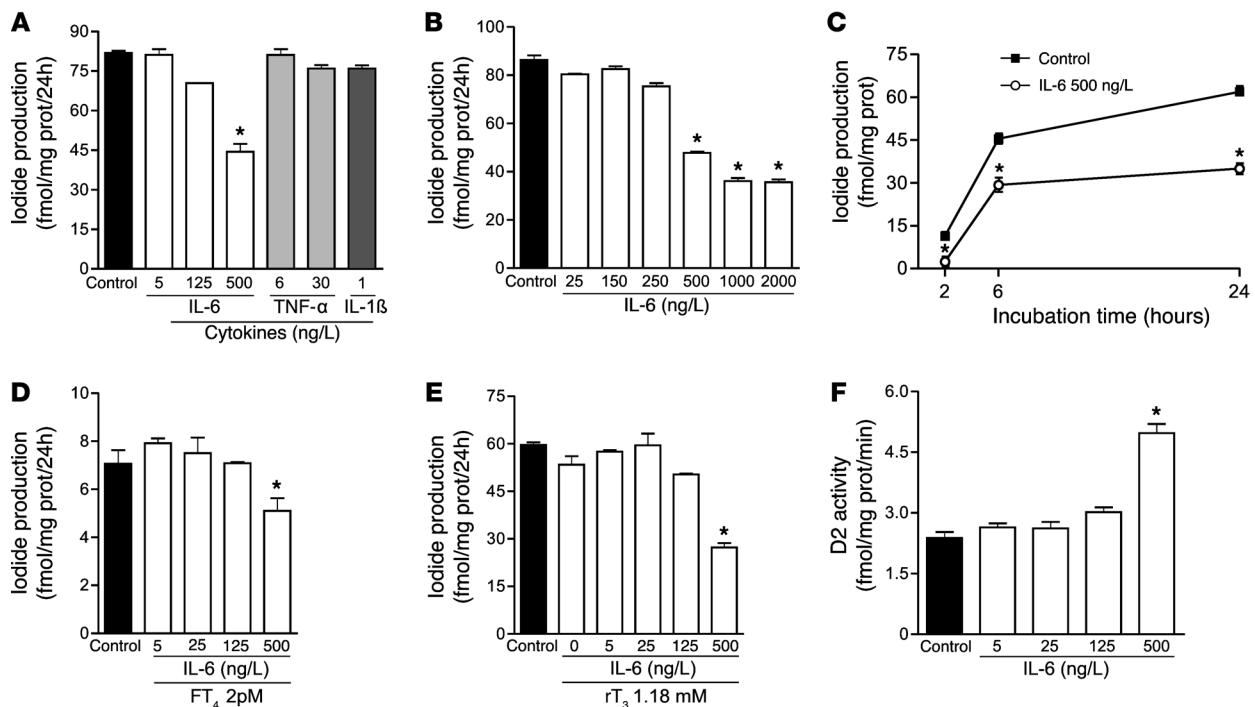 A
Iodide production
(fmol/mg prot/24h)
90
75
60
45
30
15
0
*
Control 5 125 500 6 30 1
IL-6 TNF-α IL-1ß
Cytokines (ng/L)
B
Iodide production
(fmol/mg prot/24h)
100
80
60
40
20
0
* * *
Control 25 150 250 500 1000 2000
IL-6 (ng/L)
C
Iodide production
(fmol/mg prot)
75
60
45
30
15
0
Control
IL-6 500 ng/L
* * *
2 6 24
Incubation time (hours)
D
Iodide production
(fmol/mg prot/24h)
10
8
6
4
2
0
*
Control 5 25 125 500
IL-6 (ng/L)
FT₄ 2pM
E
Iodide production
(fmol/mg prot/24h)
75
60
45
30
15
0
*
Control 0 5 25 125 500
IL-6 (ng/L)
rT₃ 1.18 mM
F
D2 activity
(fmol/mg prot/min)
6.0
4.5
3.0
1.5
0
*
Control 5 25 125 500
IL-6 (ng/L)